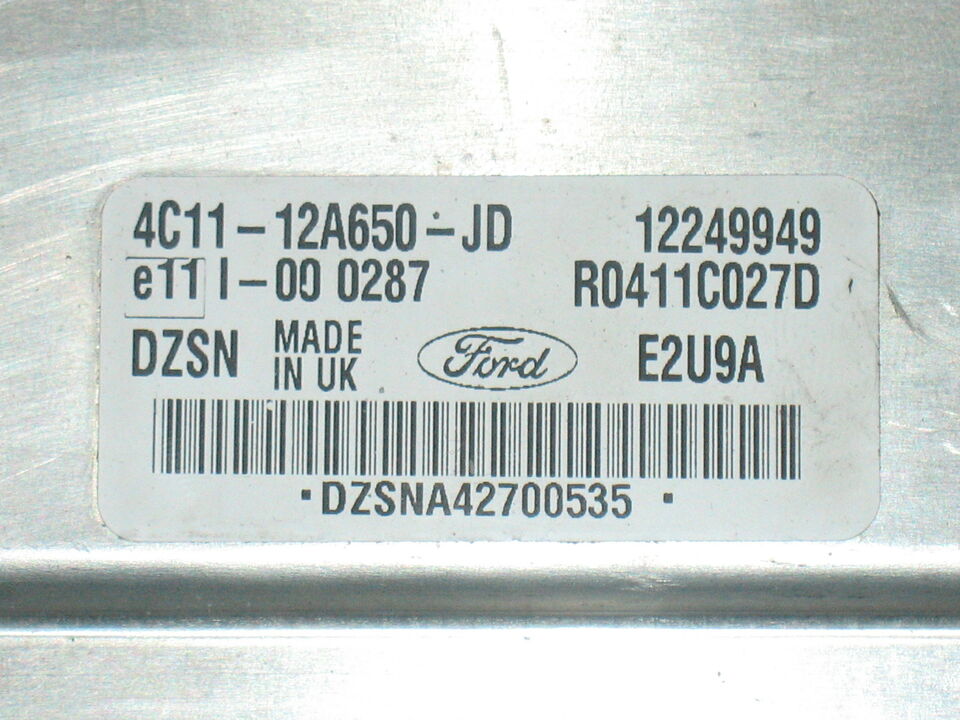 4C11-12A650-JD 12249949
e11 I-00 0287 R0411C027D
DZSN MADE IN UK Ford E2U9A
·DZSNA42700535·